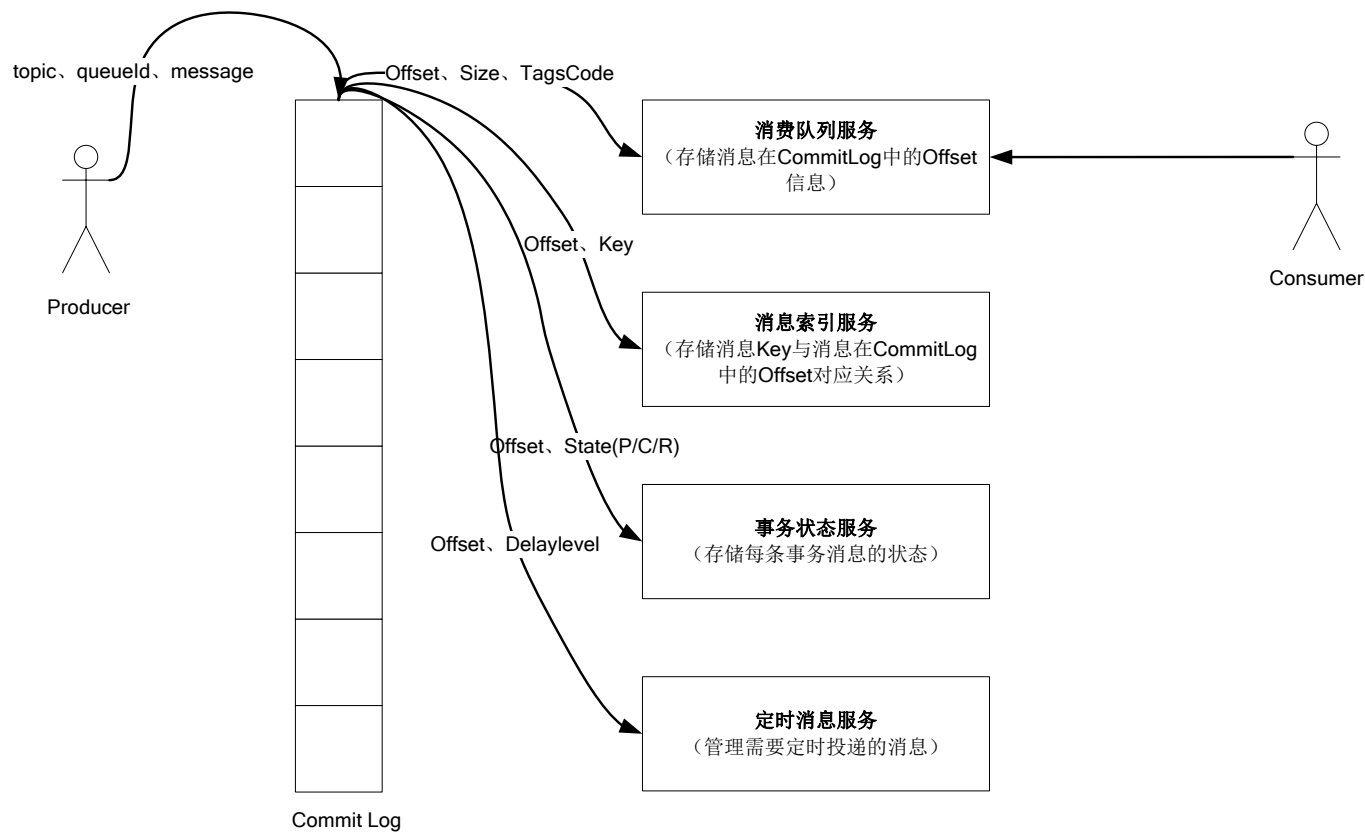 topic、queueId、message
Offset、Size、TagsCode
消费队列服务
（存储消息在CommitLog中的Offset
信息）
Offset、Key
Producer
Consumer
消息索引服务
（存储消息Key与消息在CommitLog
中的Offset对应关系）
Offset、State(P/C/R)
事务状态服务
（存储每条事务消息的状态）
Offset、Delaylevel
定时消息服务
（管理需要定时投递的消息）
Commit Log